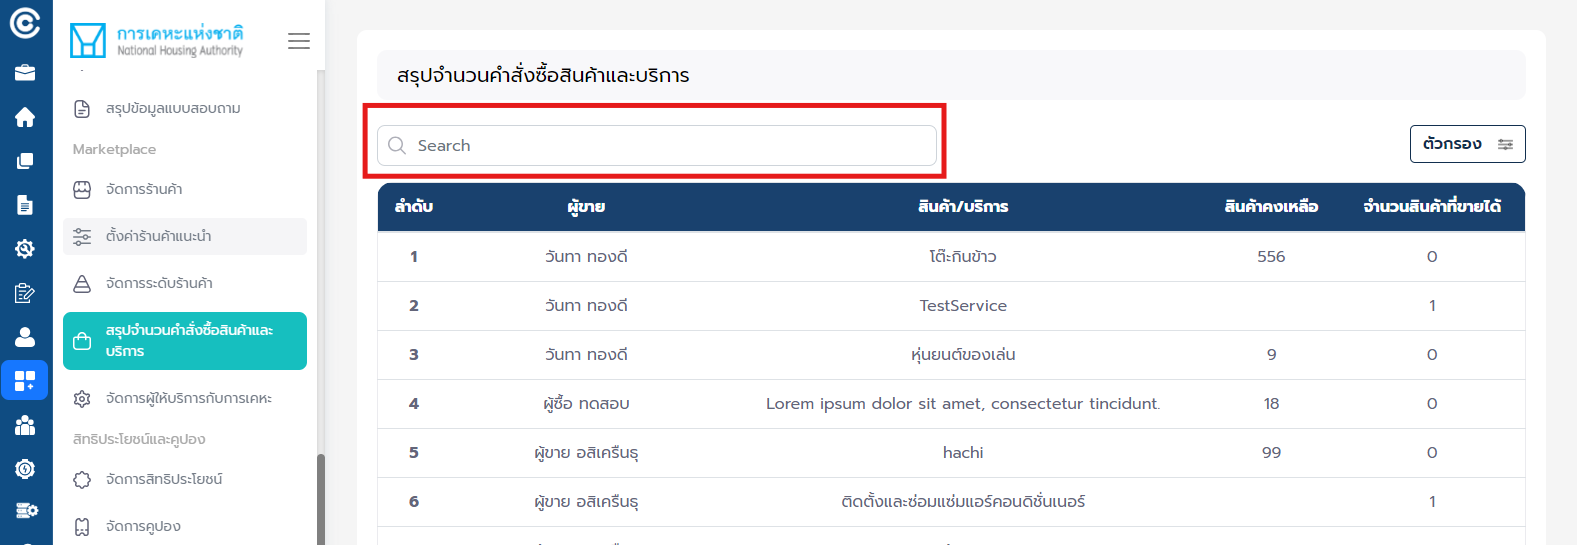 การเคหะแห่งชาติ
National Housing Authority
สรุปข้อมูลแบบสอบถาม
Marketplace
จัดการร้านค้า
ตั้งค่าร้านค้าแนะนำ
จัดการระดับร้านค้า
สรุปจำนวนคำสั่งซื้อสินค้าและ
บริการ
จัดการผู้ให้บริการกับการเคหะ
สิทธิประโยชน์และคูปอง
จัดการสิทธิประโยชน์
จัดการคูปอง
สรุปจำนวนคำสั่งซื้อสินค้าและบริการ
Search
ตัวกรอง
ลำดับ ผู้ขาย สินค้า/บริการ สินค้าคงเหลือ จำนวนสินค้าที่ขายได้
1 วันทา ทองดี โต๊ะกินข้าว 556 0
2 วันทา ทองดี TestService 1
3 วันทา ทองดี หุ่นยนต์ของเล่น 9 0
4 ผู้ซื้อ ทดสอบ Lorem ipsum dolor sit amet, consectetur tincidunt. 18 0
5 ผู้ขาย อสิเครืนธุ hachi 99 0
6 ผู้ขาย อสิเครืนธุ ติดตั้งและซ่อมแซ่มแอร์คอนดิชั่นเนอร์ 1